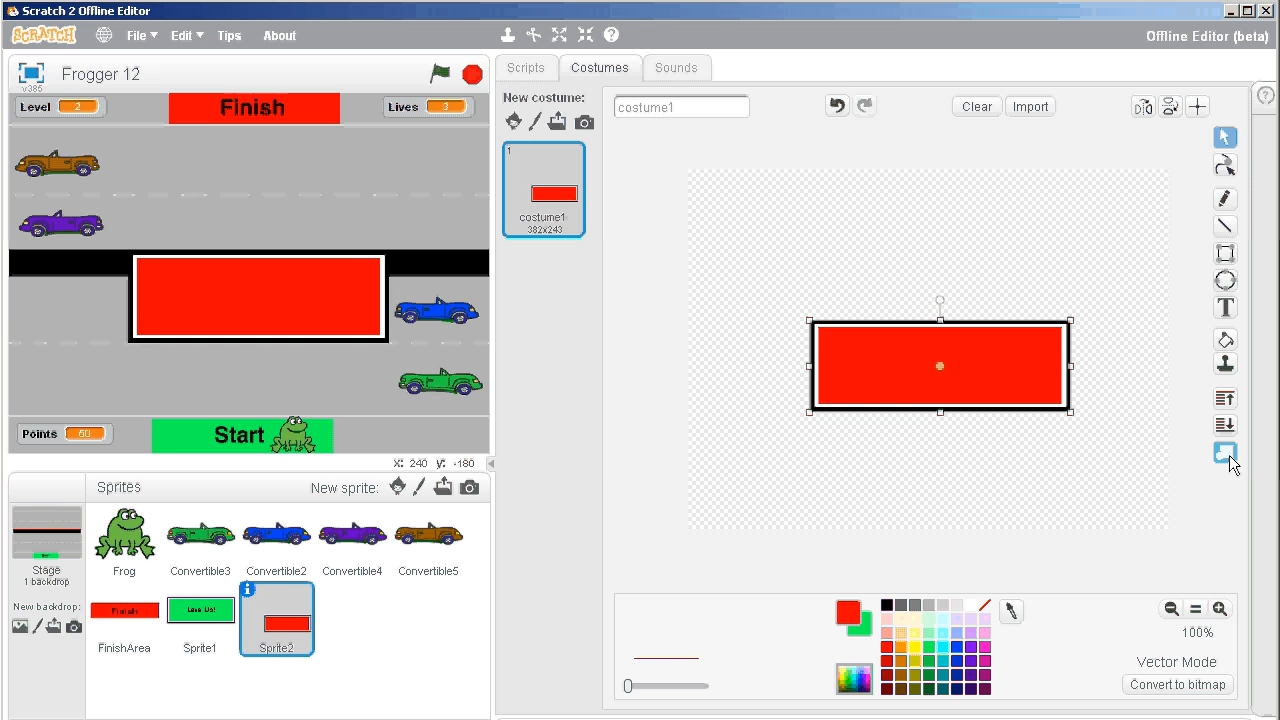 Scratch 2 Offline Editor
SCRATCH File Edit Tips About Offline Editor (beta)
Frogger 12
v385
Scripts Costumes Sounds
Level 2 Finish Lives 3
New costume:
costume1
Clear Import
1
costume1
382x243
Points 60 Start
X: 240 y: -180
Sprites New sprite:
Stage
1 backdrop
New backdrop:
Frog Convertible3 Convertible2 Convertible4 Convertible5
Finish
FinishArea Sprite2
100%
Vector Mode
Convert to bitmap
T